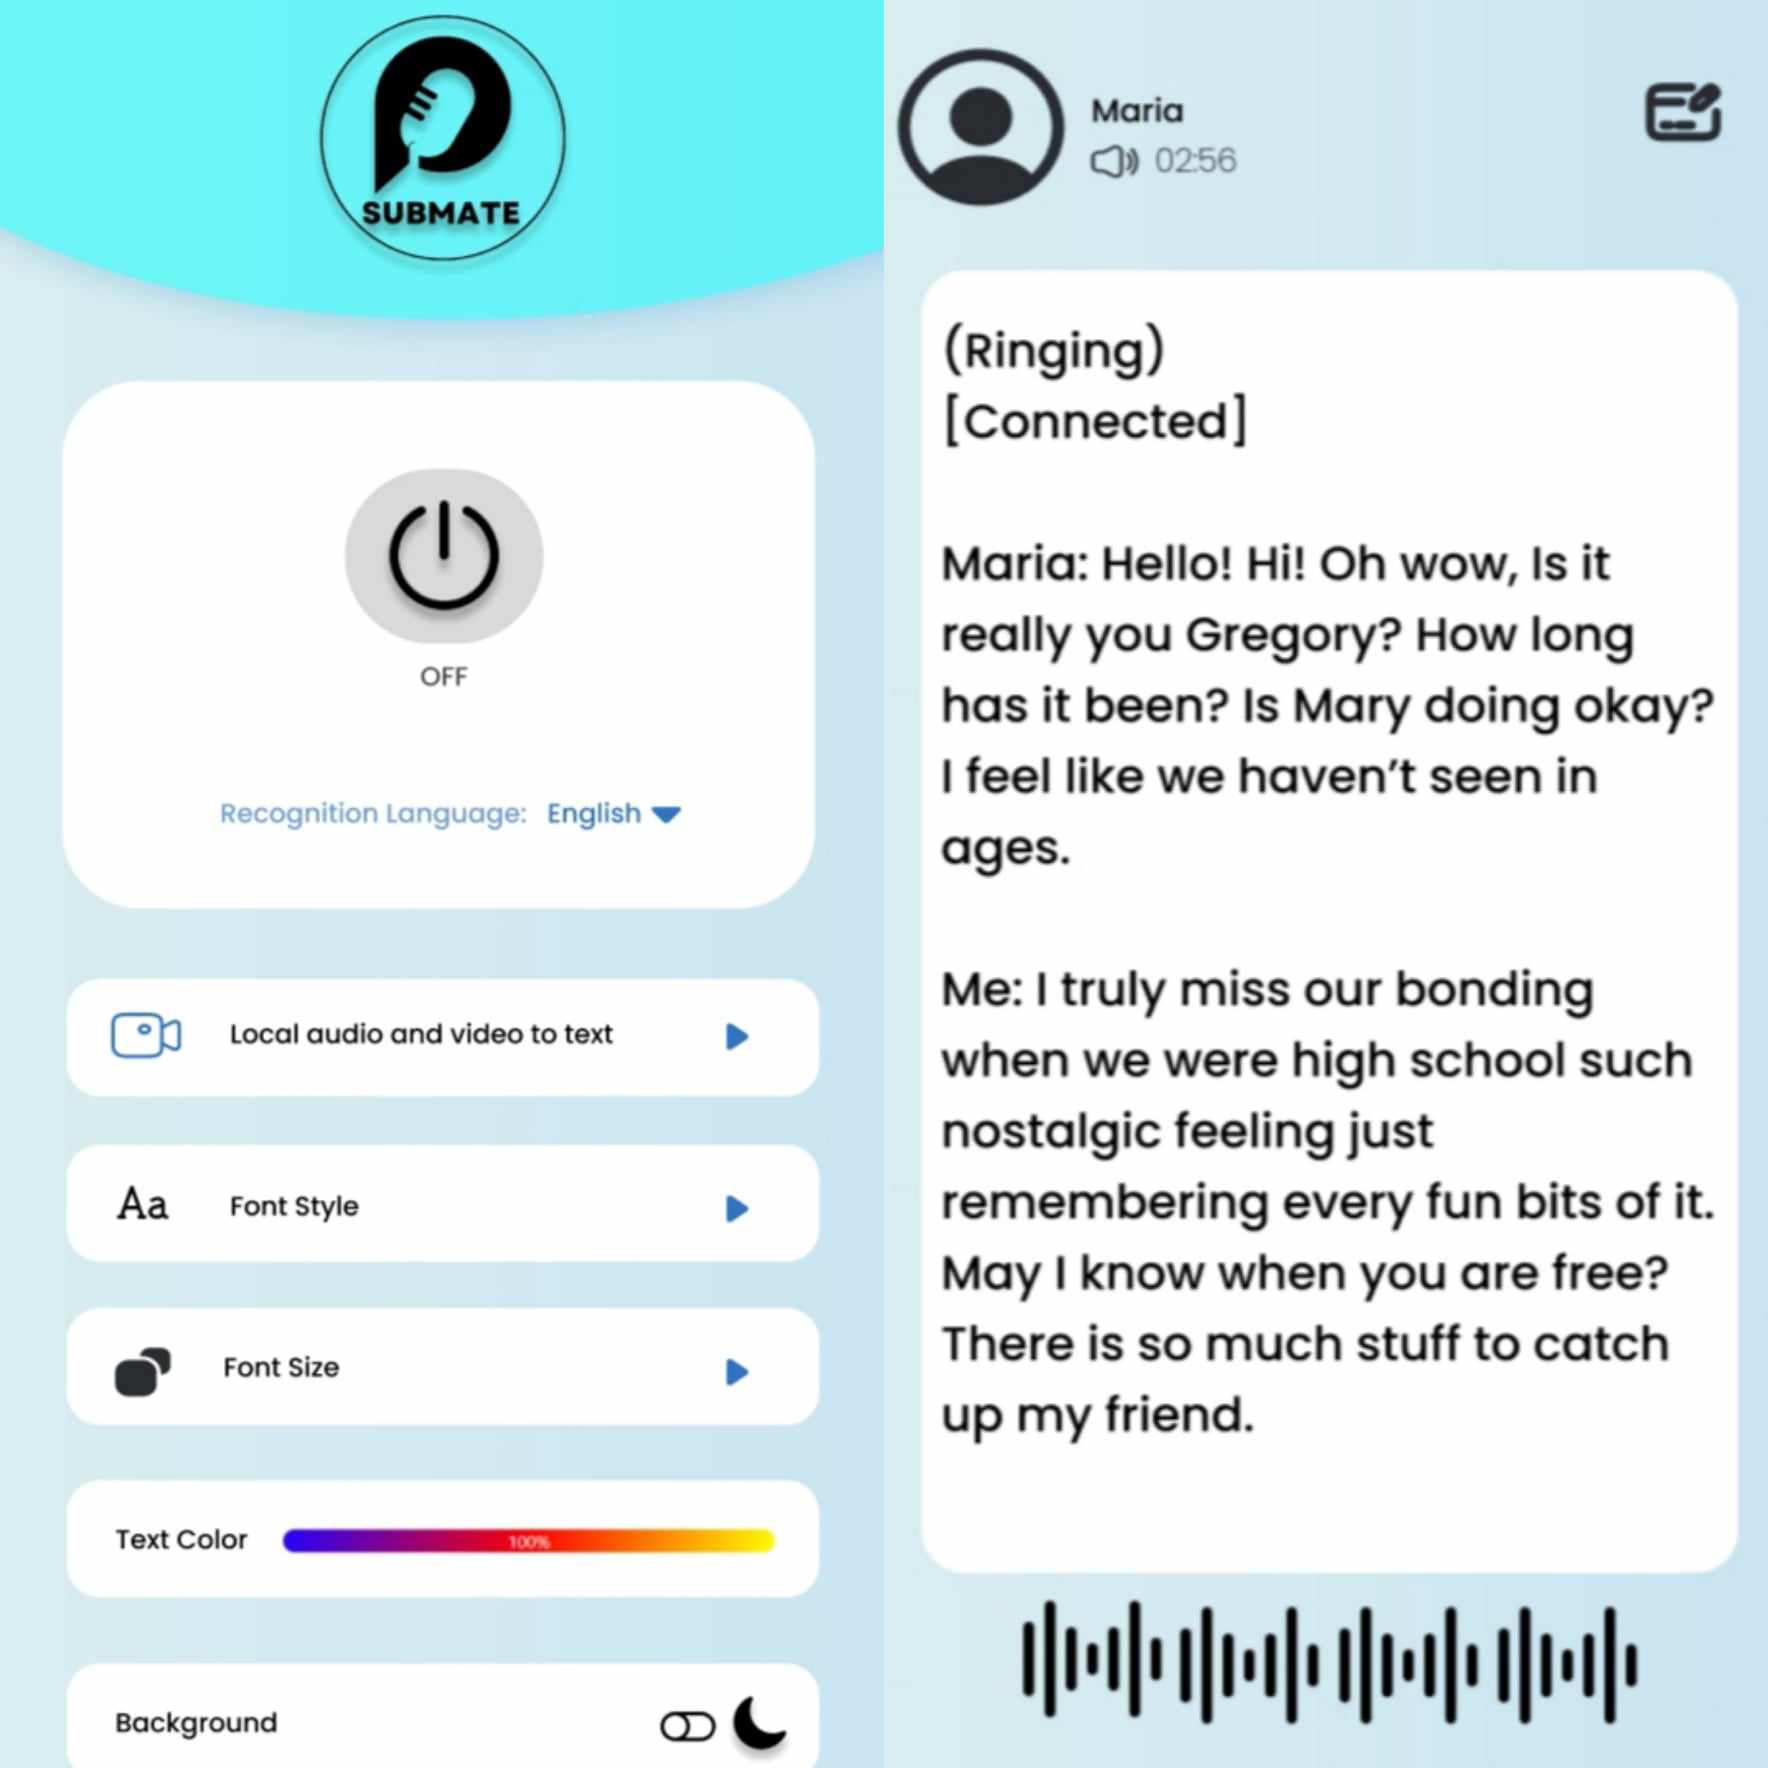 SUBMATE
OFF
Recognition Language: English
Local audio and video to text
Aa Font Style
Font Size
Text Color 100%
Background
Maria
02:56
(Ringing)
[Connected]
Maria: Hello! Hi! Oh wow, Is it
really you Gregory? How long
has it been? Is Mary doing okay?
I feel like we haven’t seen in
ages.
Me: I truly miss our bonding
when we were high school such
nostalgic feeling just
remembering every fun bits of it.
May I know when you are free?
There is so much stuff to catch
up my friend.